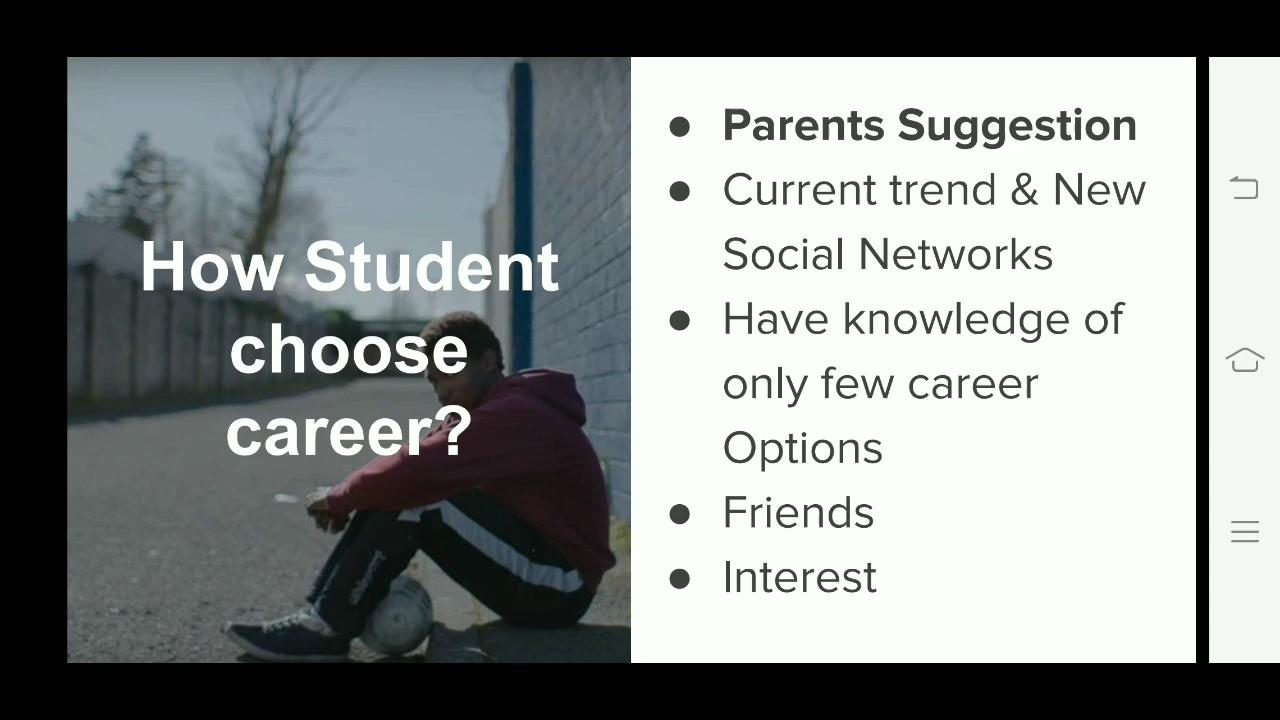 How Student
choose
career?
● Parents Suggestion
● Current trend & New
Social Networks
● Have knowledge of
only few career
Options
● Friends
● Interest